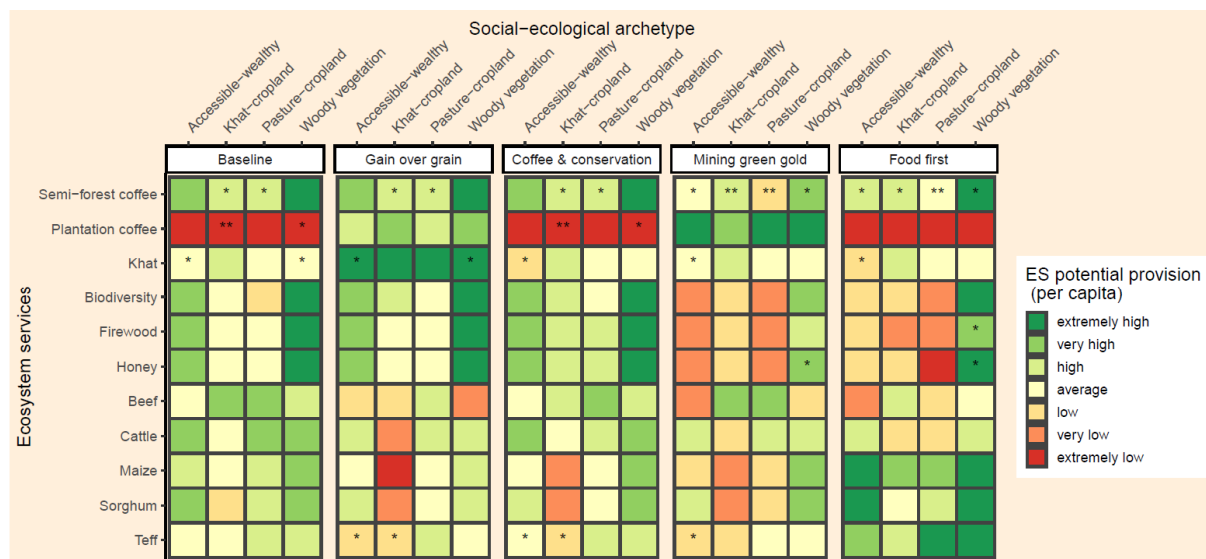 Social−ecological archetype
Accessible−wealthy
Khat−cropland
Pasture−cropland
Woody vegetation
Accessible−wealthy
Khat−cropland
Pasture−cropland
Woody vegetation
Accessible−wealthy
Khat−cropland
Pasture−cropland
Woody vegetation
Accessible−wealthy
Khat−cropland
Pasture−cropland
Woody vegetation
Accessible−wealthy
Khat−cropland
Pasture−cropland
Woody vegetation
Baseline
Gain over grain
Coffee & conservation
Mining green gold
Food first
Ecosystem services
Semi−forest coffee * * * * * * * ** ** * * * ** *
Plantation coffee ** * ** *
Khat * * * * * * *
Biodiversity
Firewood *
Honey * *
Beef
Cattle
Maize
Sorghum
Teff * * * * *
ES potential provision
(per capita)
extremely high
very high
high
average
low
very low
extremely low